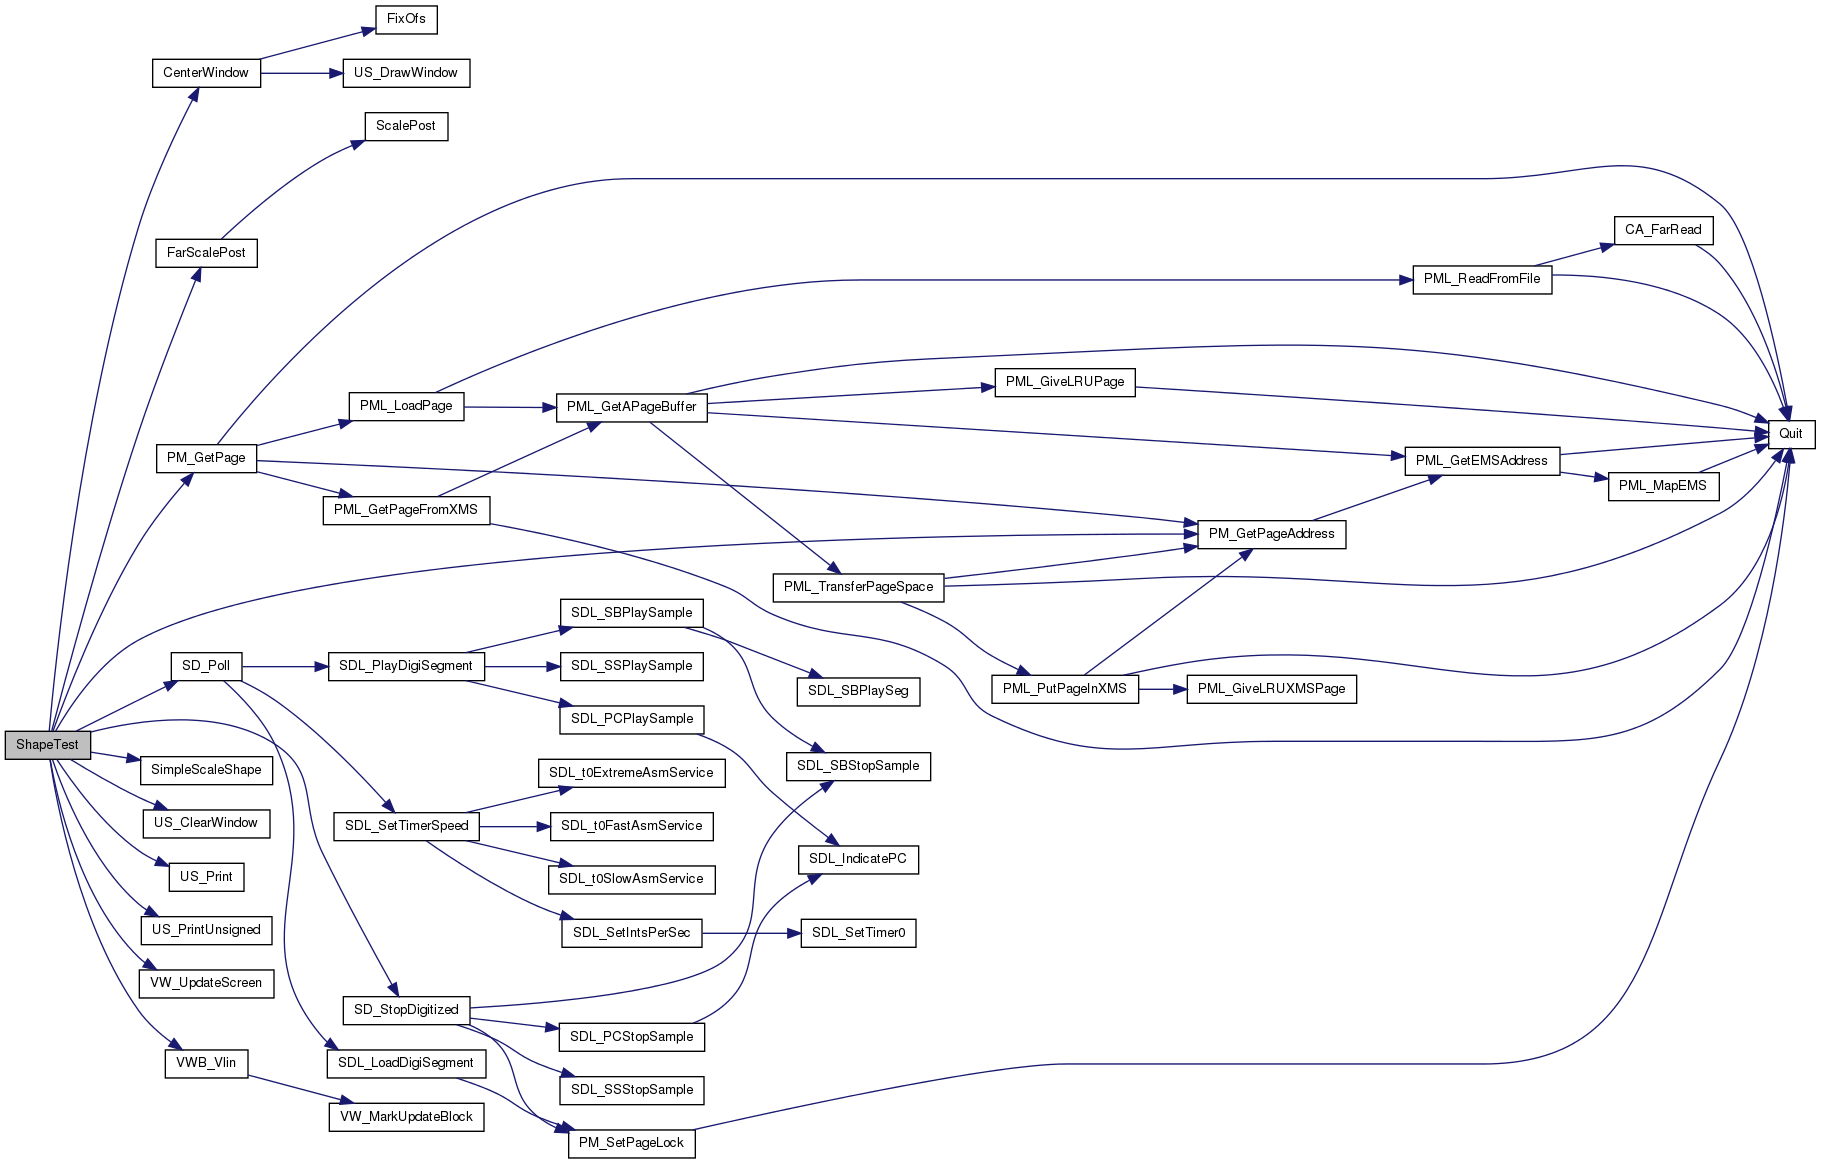 FixOfs
CenterWindow
US_DrawWindow
ScalePost
CA_FarRead
FarScalePost
PML_ReadFromFile
PML_GiveLRUPage
PML_LoadPage
PML_GetAPageBuffer
Quit
PM_GetPage
PML_GetEMSAddress
PML_MapEMS
PML_GetPageFromXMS
PM_GetPageAddress
PML_TransferPageSpace
SDL_SBPlaySample
SD_Poll
SDL_PlayDigiSegment
SDL_SSPlaySample
SDL_SBPlaySeg
PML_PutPageInXMS
PML_GiveLRUXMSPage
SDL_PCPlaySample
ShapeTest
SimpleScaleShape
SDL_t0ExtremeAsmService
SDL_SBStopSample
US_ClearWindow
SDL_SetTimerSpeed
SDL_t0FastAsmService
US_Print
SDL_t0SlowAsmService
SDL_IndicatePC
US_PrintUnsigned
SDL_SetIntsPerSec
SDL_SetTimer0
VW_UpdateScreen
SD_StopDigitized
SDL_PCStopSample
VWB_Vlin
SDL_LoadDigiSegment
SDL_SSStopSample
VW_MarkUpdateBlock
PM_SetPageLock